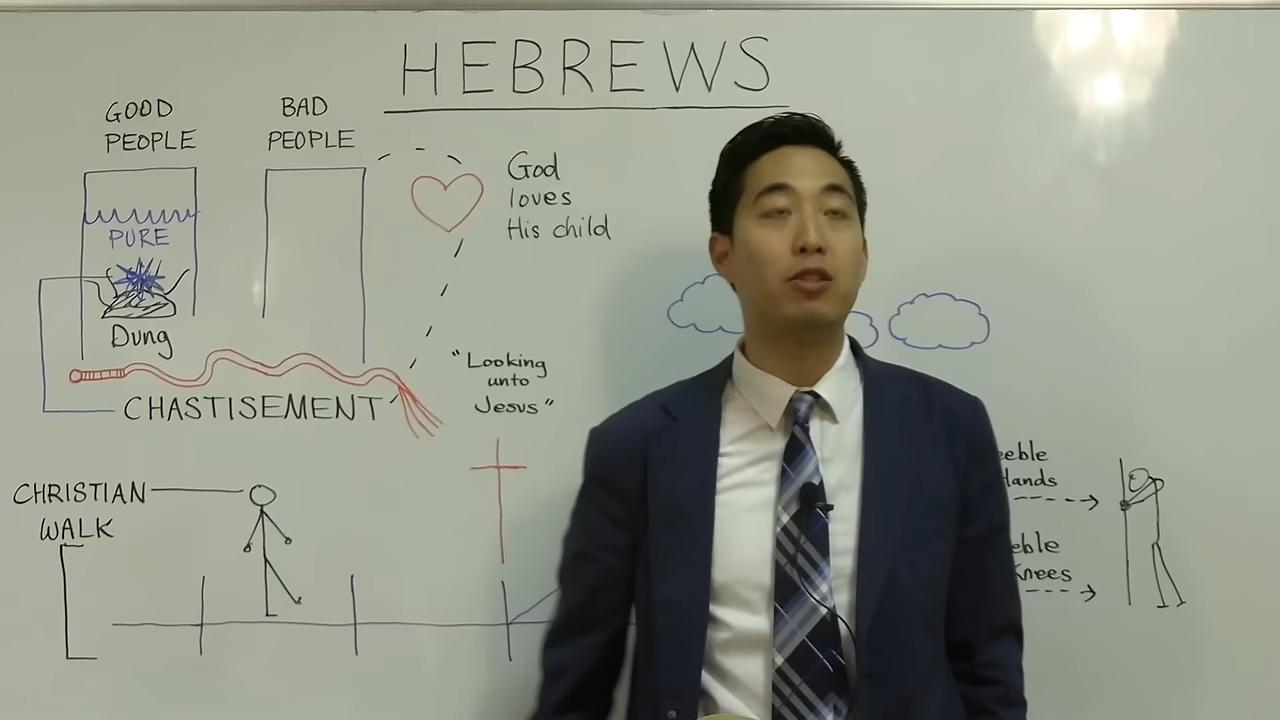 HEBREWS
GOOD
PEOPLE
BAD
PEOPLE
God
loves
His child
PURE
Dung
"Looking
unto
Jesus"
CHASTISEMENT
CHRISTIAN
WALK
eeble
Hands
eble
Knees